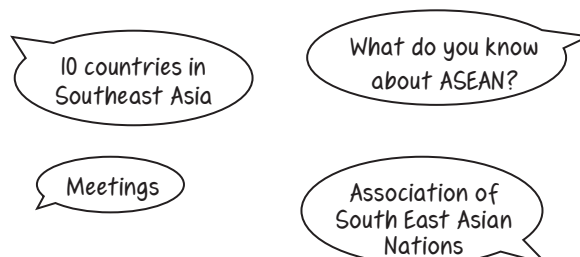 10 countries in
Southeast Asia
What do you know
about ASEAN?
Meetings
Association of
South East Asian
Nations